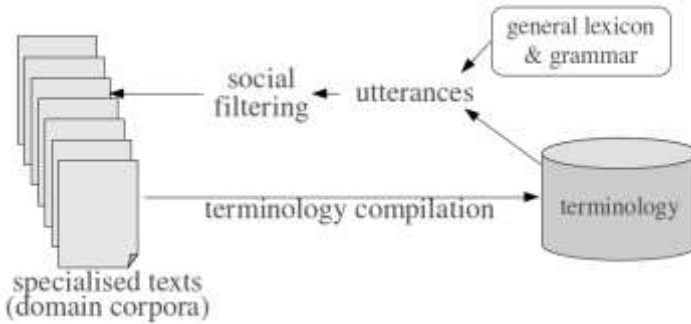 general lexicon
& grammar
social
filtering
utterances
terminology
terminology compilation
specialised texts
(domain corpora)